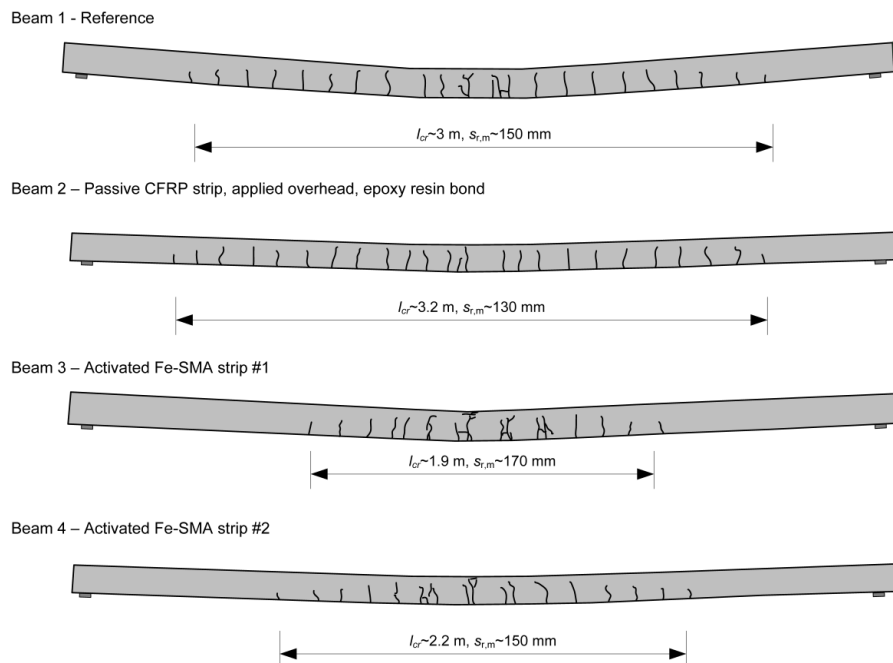 Beam 1 - Reference
lcr~3 m, sr,m~150 mm
Beam 2 – Passive CFRP strip, applied overhead, epoxy resin bond
lcr~3.2 m, sr,m~130 mm
Beam 3 – Activated Fe-SMA strip #1
lcr~1.9 m, sr,m~170 mm
Beam 4 – Activated Fe-SMA strip #2
lcr~2.2 m, sr,m~150 mm